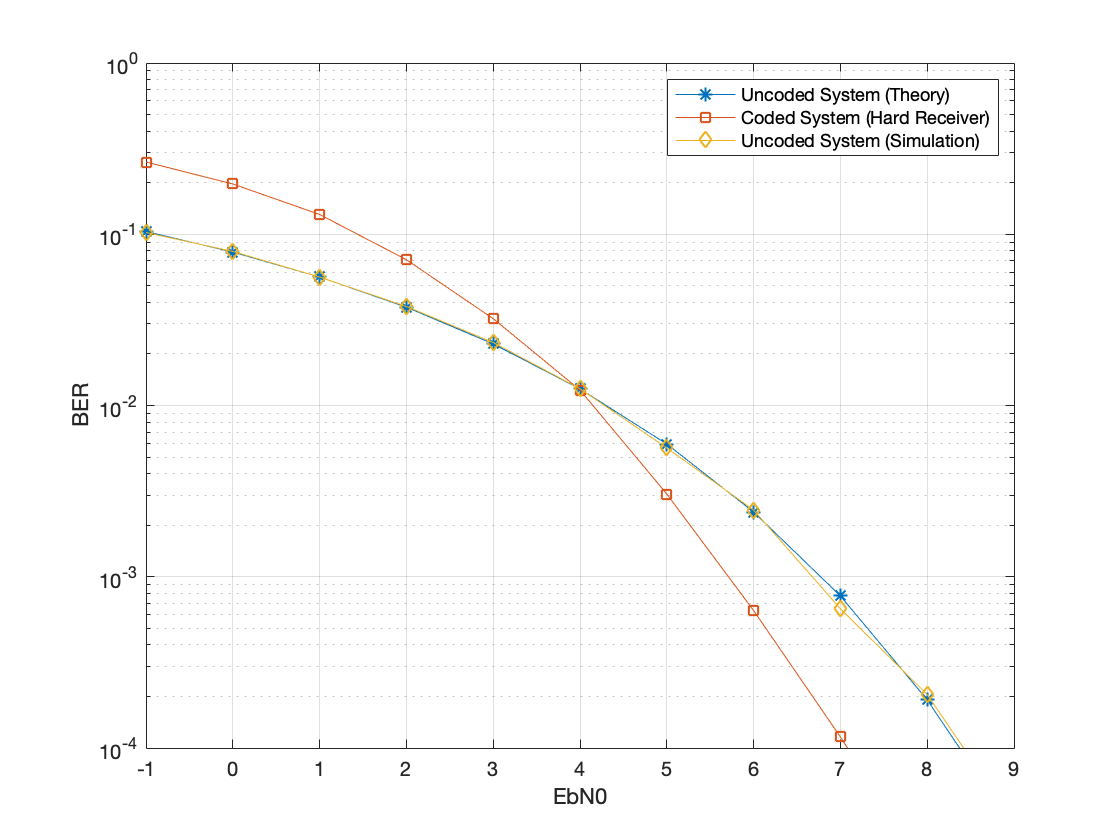 10^0
10^-1
10^-2
10^-3
10^-4
BER
Uncoded System (Theory)
Coded System (Hard Receiver)
Uncoded System (Simulation)
-1 0 1 2 3 4 5 6 7 8 9
EbN0